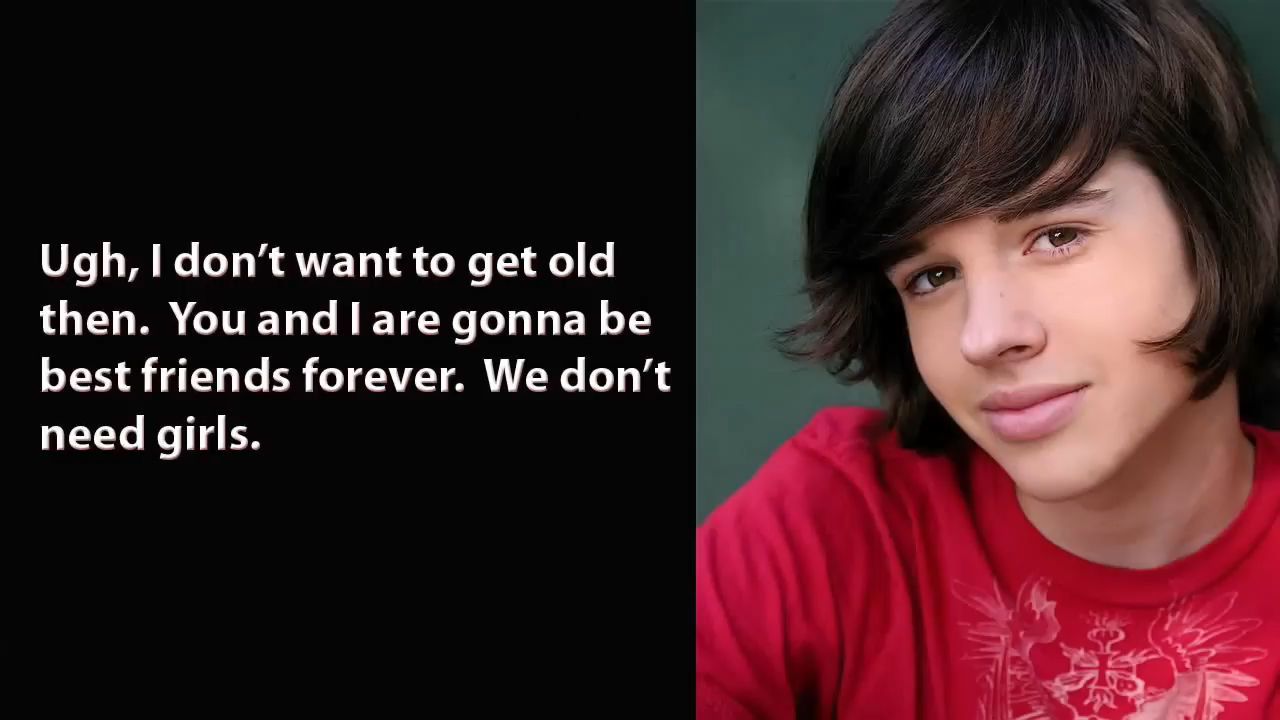 Ugh, I don’t want to get old
then.  You and I are gonna be
best friends forever.  We don’t
need girls.